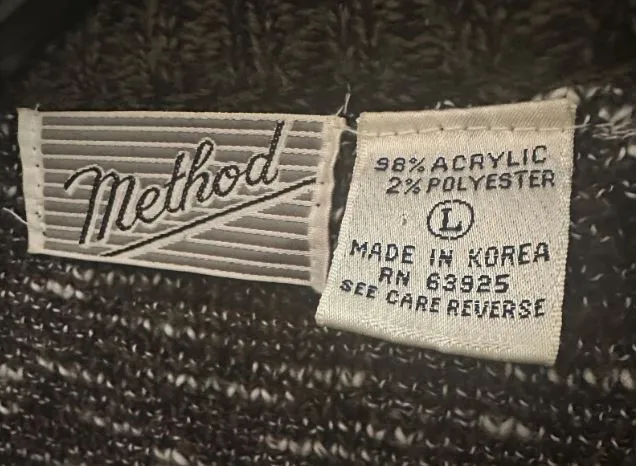 Method
98% ACRYLIC
2% POLYESTER
L
MADE IN KOREA
RN 63925
SEE CARE REVERSE